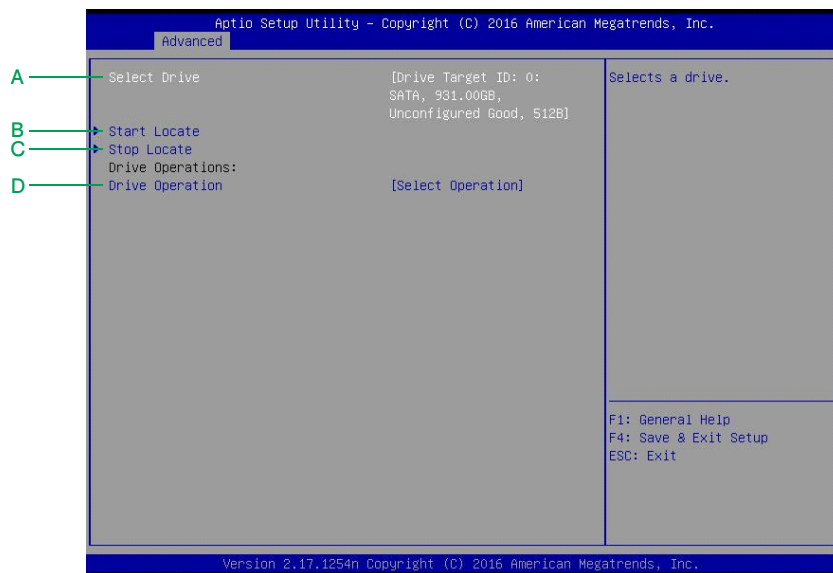 Aptio Setup Utility – Copyright (C) 2016 American Megatrends, Inc.
Advanced
A
Select Drive
[Drive Target ID: 0:
SATA, 931.00GB,
Unconfigured Good, 512B]
Selects a drive.
B
Start Locate
C
Stop Locate
Drive Operations:
D
Drive Operation
[Select Operation]
F1: General Help
F4: Save & Exit Setup
ESC: Exit
Version 2.17.1254n Copyright (C) 2016 American Megatrends, Inc.